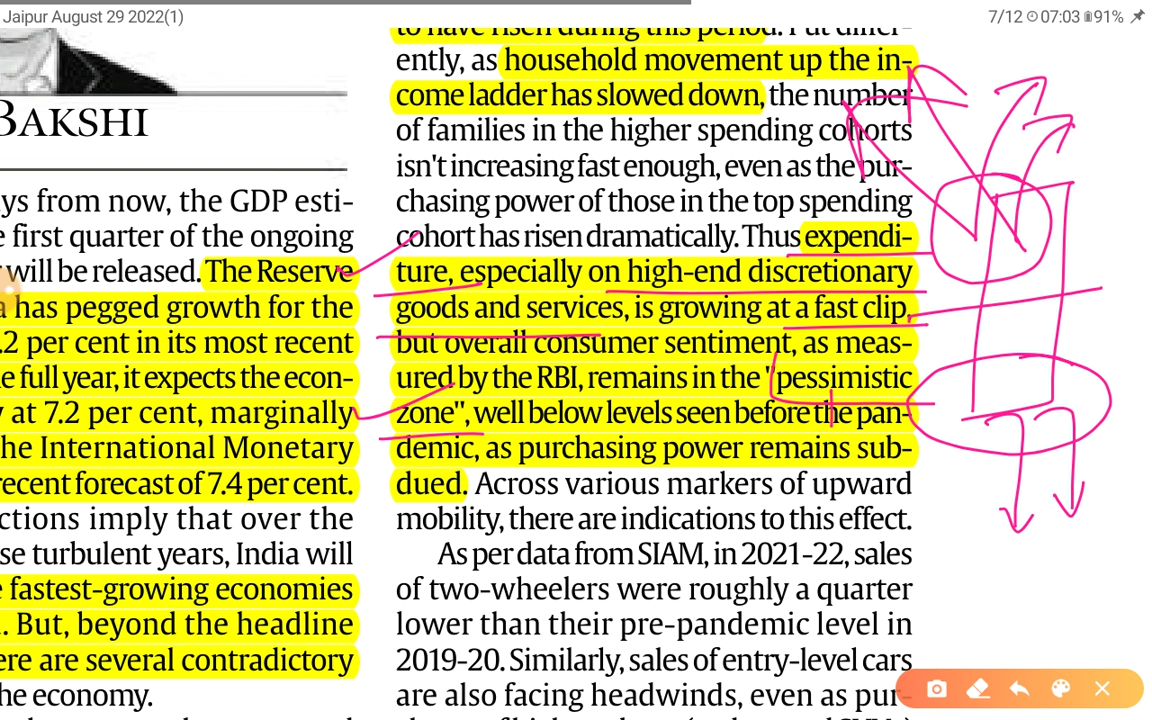 Jaipur August 29 2022(1)
7/12 07:03 91%
BAKSHI
ys from now, the GDP esti-
e first quarter of the ongoing
will be released. The Reserve
a has pegged growth for the
.2 per cent in its most recent
e full year, it expects the econ-
y at 7.2 per cent, marginally
he International Monetary
recent forecast of 7.4 per cent.
ctions imply that over the
se turbulent years, India will
e fastest-growing economies
. But, beyond the headline
ere are several contradictory
he economy.
to have risen during this period. Put differ-
ently, as household movement up the in-
come ladder has slowed down, the number
of families in the higher spending cohorts
isn't increasing fast enough, even as the pur-
chasing power of those in the top spending
cohort has risen dramatically. Thus expendi-
ture, especially on high-end discretionary
goods and services, is growing at a fast clip,
but overall consumer sentiment, as meas-
ured by the RBI, remains in the "pessimistic
zone", well below levels seen before the pan-
demic, as purchasing power remains sub-
dued. Across various markers of upward
mobility, there are indications to this effect.
As per data from SIAM, in 2021-22, sales
of two-wheelers were roughly a quarter
lower than their pre-pandemic level in
2019-20. Similarly, sales of entry-level cars
are also facing headwinds, even as pur-